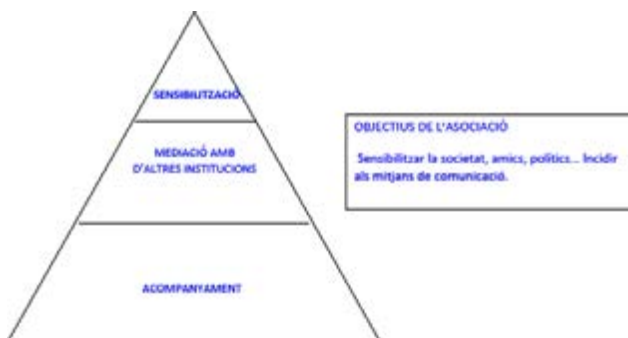 SENSIBILITZACIÓ
MEDIACIÓ AMB
D'ALTRES INSTITUCIONS
ACOMPANYAMENT
OBJECTIUS DE L'ASOCIACIÓ
Sensibilitzar la societat, amics, polítics... Incidir
als mitjans de comunicació.